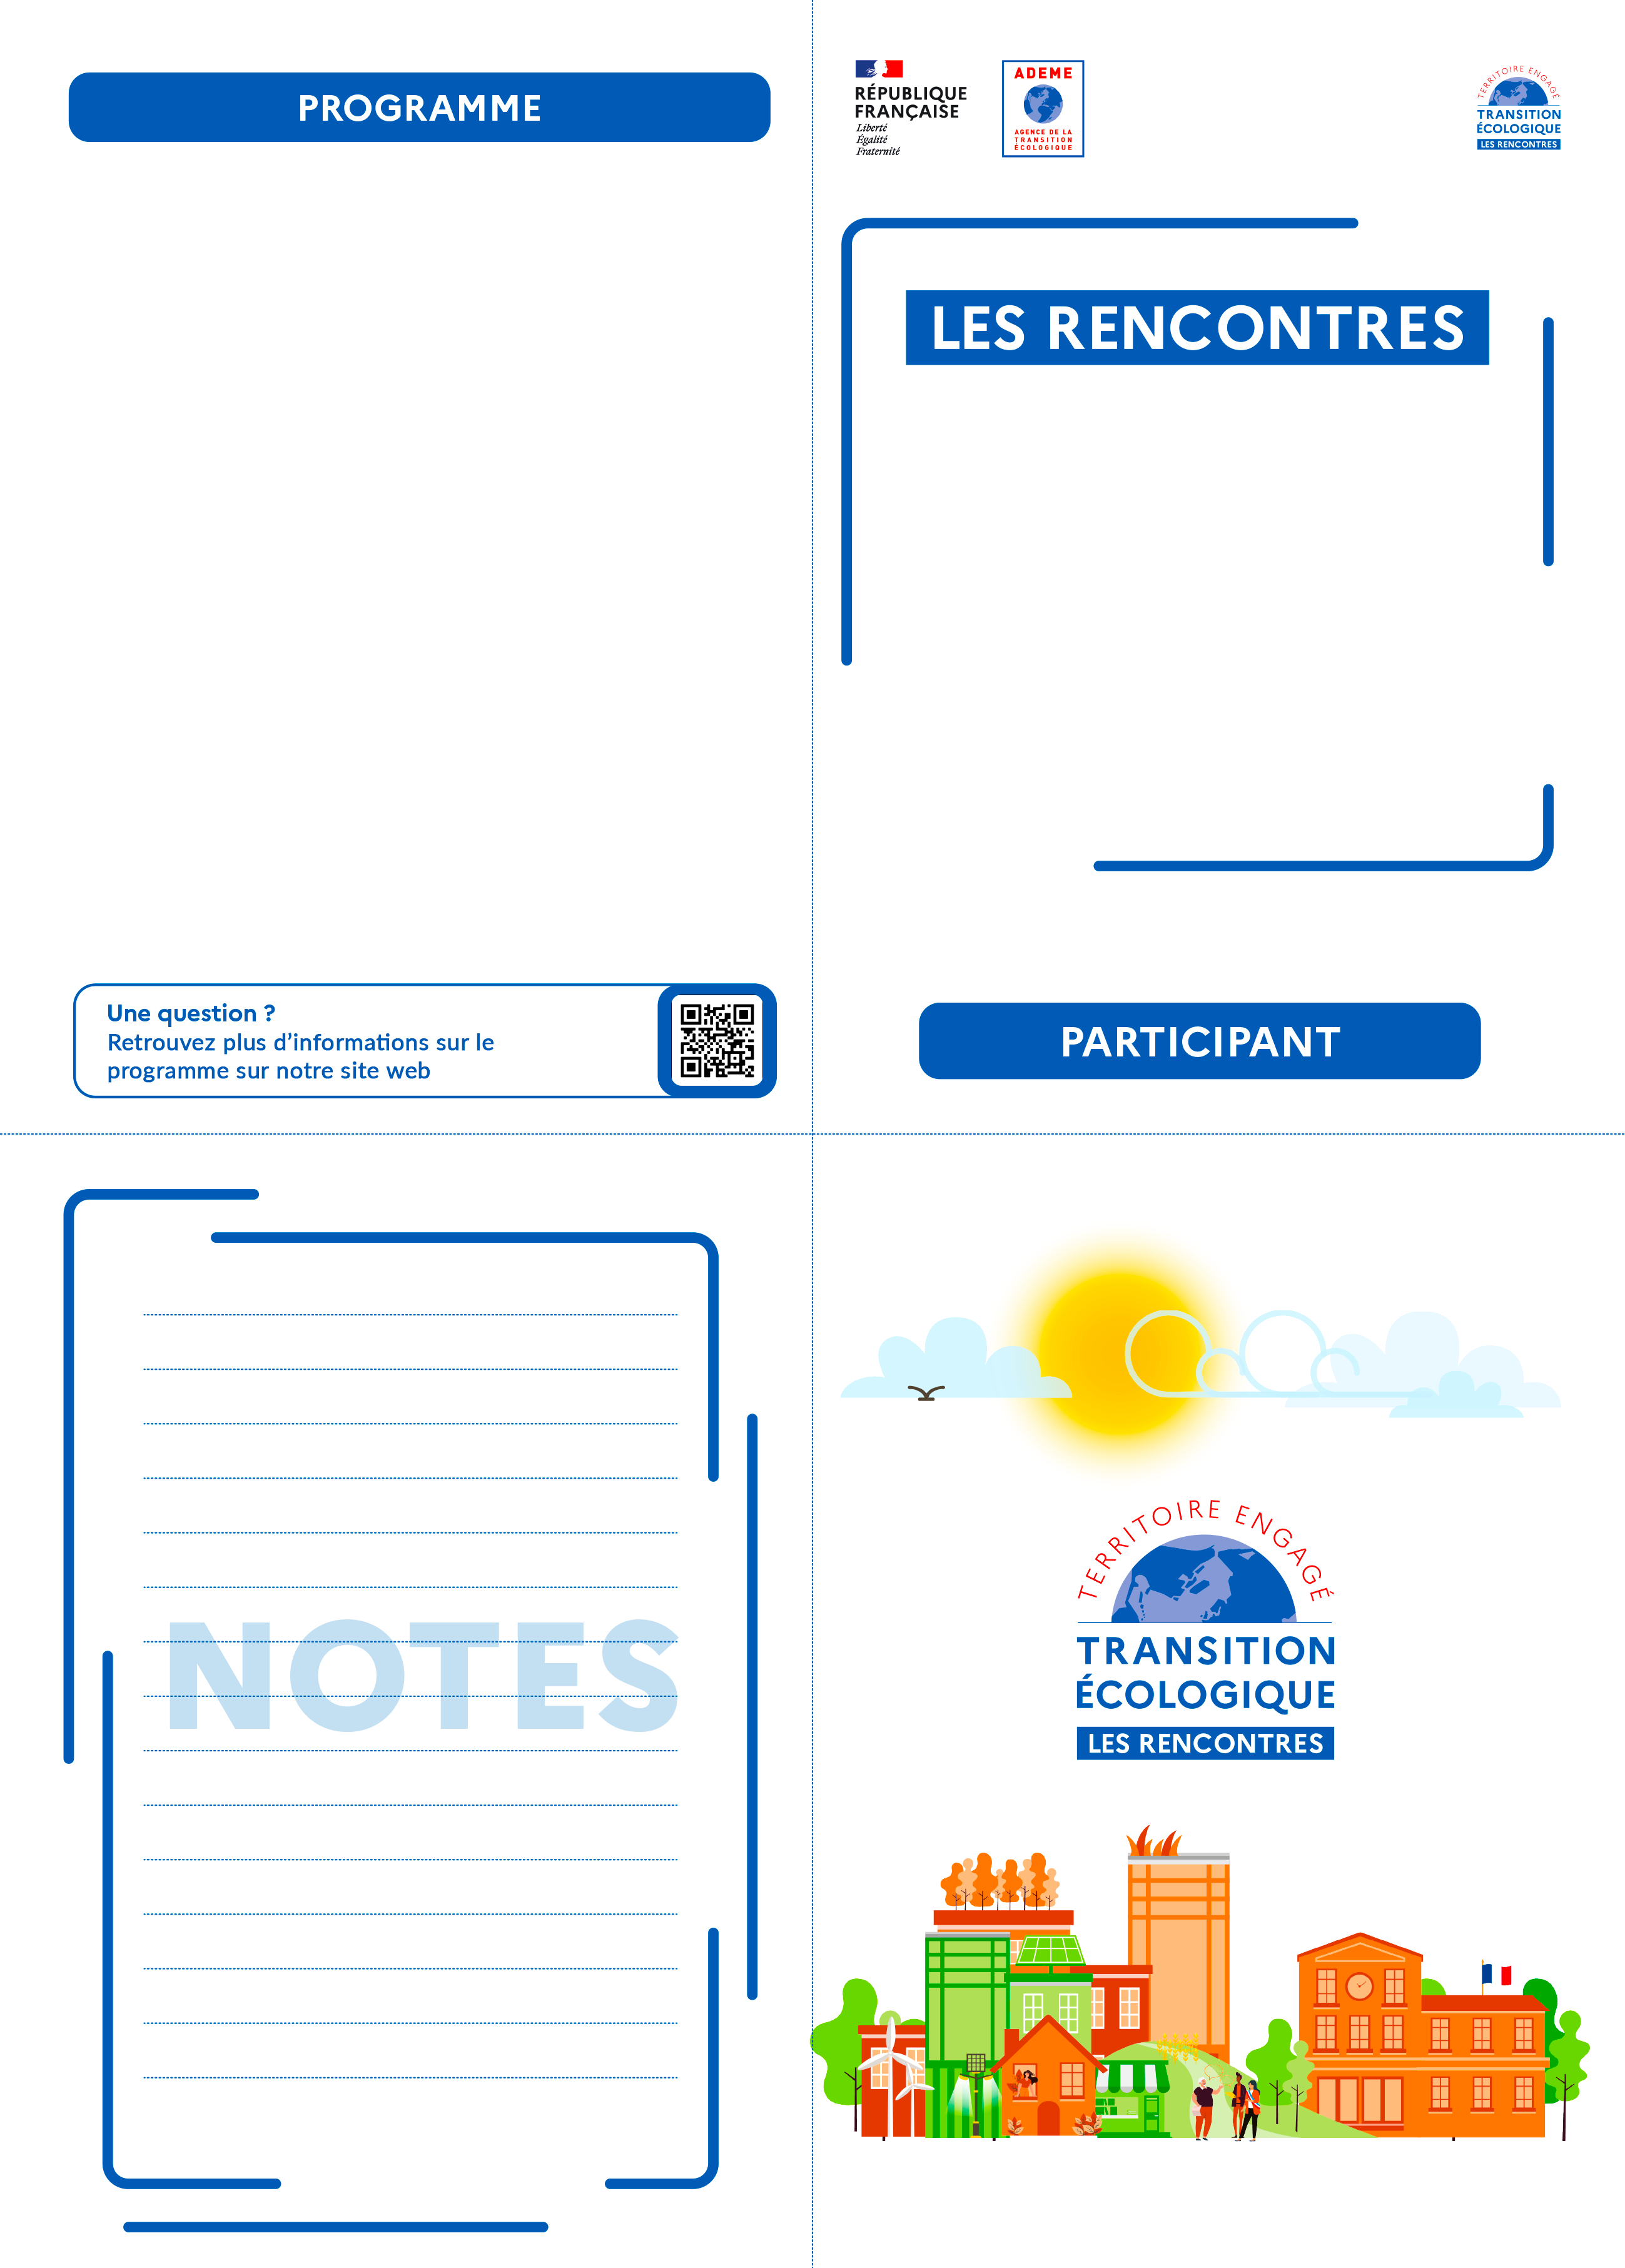 PROGRAMME
Une question ?
Retrouvez plus d’informations sur le
programme sur notre site web
RÉPUBLIQUE
FRANÇAISE
Liberté
Égalité
Fraternité
ADEME
AGENCE DE LA
TRANSITION
ÉCOLOGIQUE
TERRITOIRE ENGAGÉ
TRANSITION
ÉCOLOGIQUE
LES RENCONTRES
LES RENCONTRES
PARTICIPANT
NOTES
TERRITOIRE ENGAGÉ
TRANSITION
ÉCOLOGIQUE
LES RENCONTRES